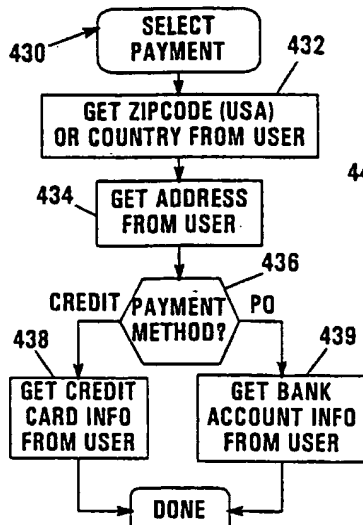 430
SELECT
PAYMENT
432
GET ZIPCODE (USA)
OR COUNTRY FROM USER
434
GET ADDRESS
FROM USER
44
436
CREDIT
PAYMENT
METHOD?
PO
438
439
GET CREDIT
CARD INFO
FROM USER
GET BANK
ACCOUNT INFO
FROM USER
DONE